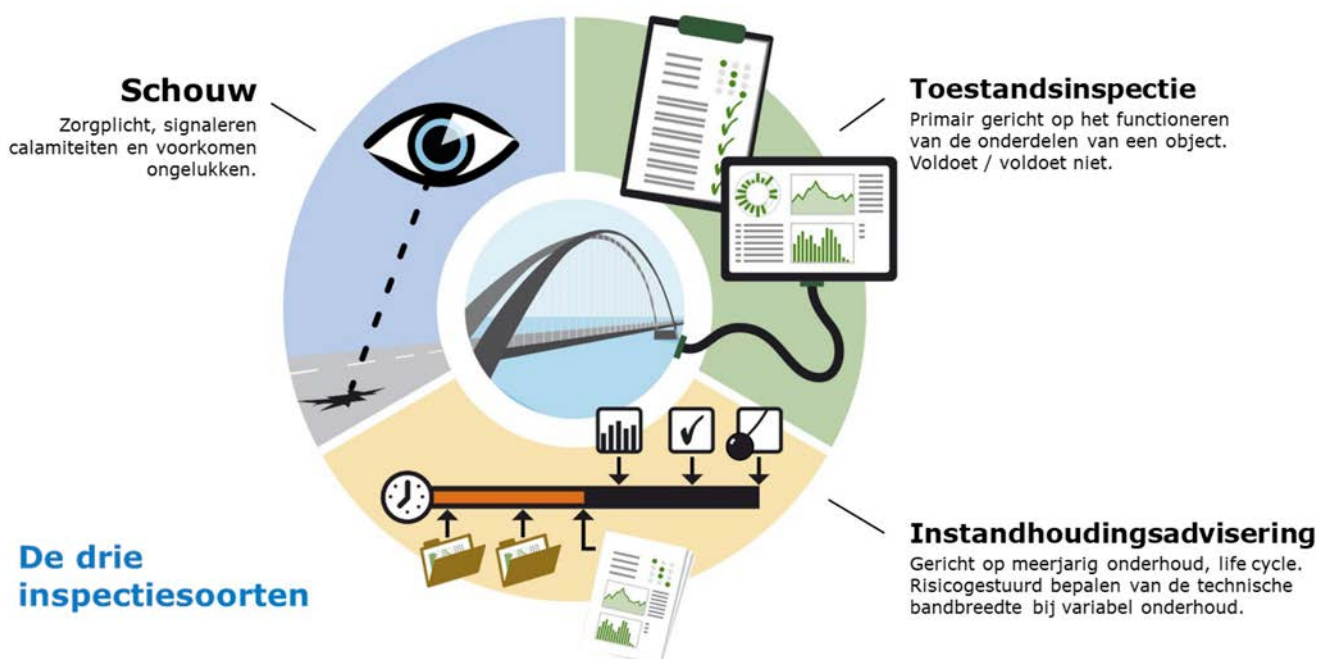 Schouw
Zorgplicht, signaleren
calamiteiten en voorkomen
ongelukken.
Toestandsinspectie
Primair gericht op het functioneren
van de onderdelen van een object.
Voldoet / voldoet niet.
Instandhoudingsadvisering
Gericht op meerjarig onderhoud, life cycle.
Risicogestuurd bepalen van de technische
bandbreedte bij variabel onderhoud.
De drie
inspectiesoorten